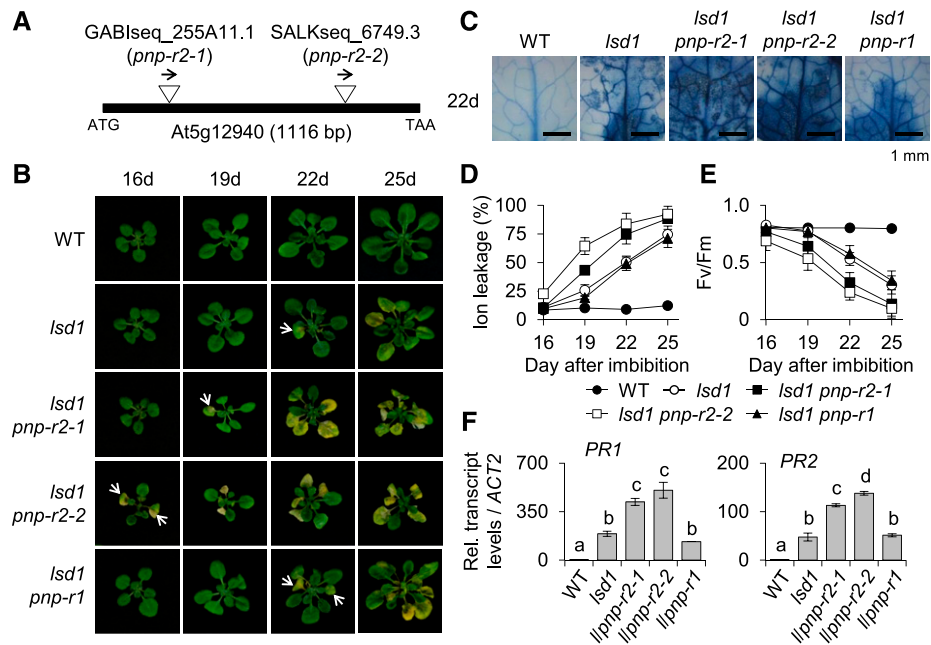 A
GABIseq_255A11.1 SALKseq_6749.3
(pnp-r2-1) (pnp-r2-2)
ATG At5g12940 (1116 bp) TAA
B
16d 19d 22d 25d
WT
lsd1
lsd1
pnp-r2-1
lsd1
pnp-r2-2
lsd1
pnp-r1
C
WT lsd1 lsd1 pnp-r2-1 lsd1 pnp-r2-2 lsd1 pnp-r1
22d
1 mm
D
Ion leakage (%)
100
75
50
25
0
16 19 22 25
Day after imbibition
E
Fv/Fm
1.0
0.5
0
16 19 22 25
Day after imbibition
WT lsd1 lsd1 pnp-r2-1
lsd1 pnp-r2-2 lsd1 pnp-r1
F
Rel. transcript
levels / ACT2
PR1
700
350
0
a b c c b
WT lsd1 l/pnp-r2-1 l/pnp-r2-2 l/pnp-r1
PR2
200
100
0
a b c d b
WT lsd1 l/pnp-r2-1 l/pnp-r2-2 l/pnp-r1